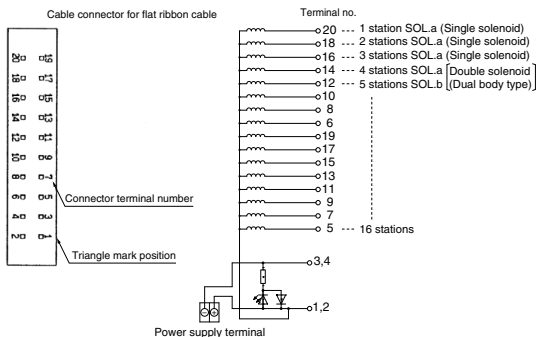 Cable connector for flat ribbon cable
20 19
18 17
16 15
14 13
12 11
10 9
8 7
6 5
4 3
2 1
Connector terminal number
Triangle mark position
Terminal no.
20 --- 1 station SOL.a (Single solenoid)
18 --- 2 stations SOL.a (Single solenoid)
16 --- 3 stations SOL.a (Single solenoid)
14 --- 4 stations SOL.a [Double solenoid
12 --- 5 stations SOL.b (Dual body type)]
10
8
6
19
17
15
13
11
9
7
5 --- 16 stations
3,4
1,2
Power supply terminal